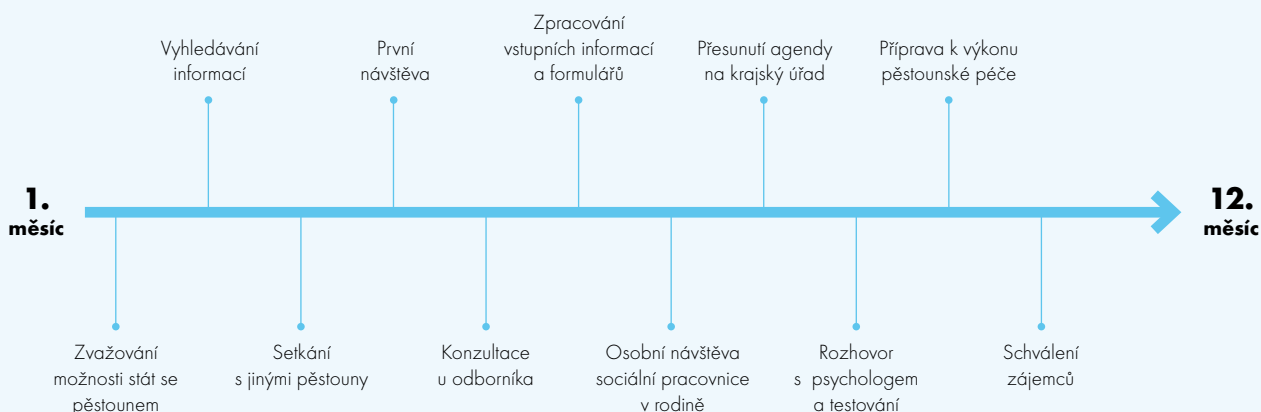 Vyhledávání
informací
První
návštěva
Zpracování
vstupních informací
a formulářů
Přesunutí agendy
na krajský úřad
Příprava k výkonu
pěstounské péče
1.
měsíc
12.
měsíc
Zvažování
možnosti stát se
pěstounem
Setkání
s jinými pěstouny
Konzultace
u odborníka
Osobní návštěva
sociální pracovnice
v rodině
Rozhovor
s psychologem
a testování
Schválení
zájemců